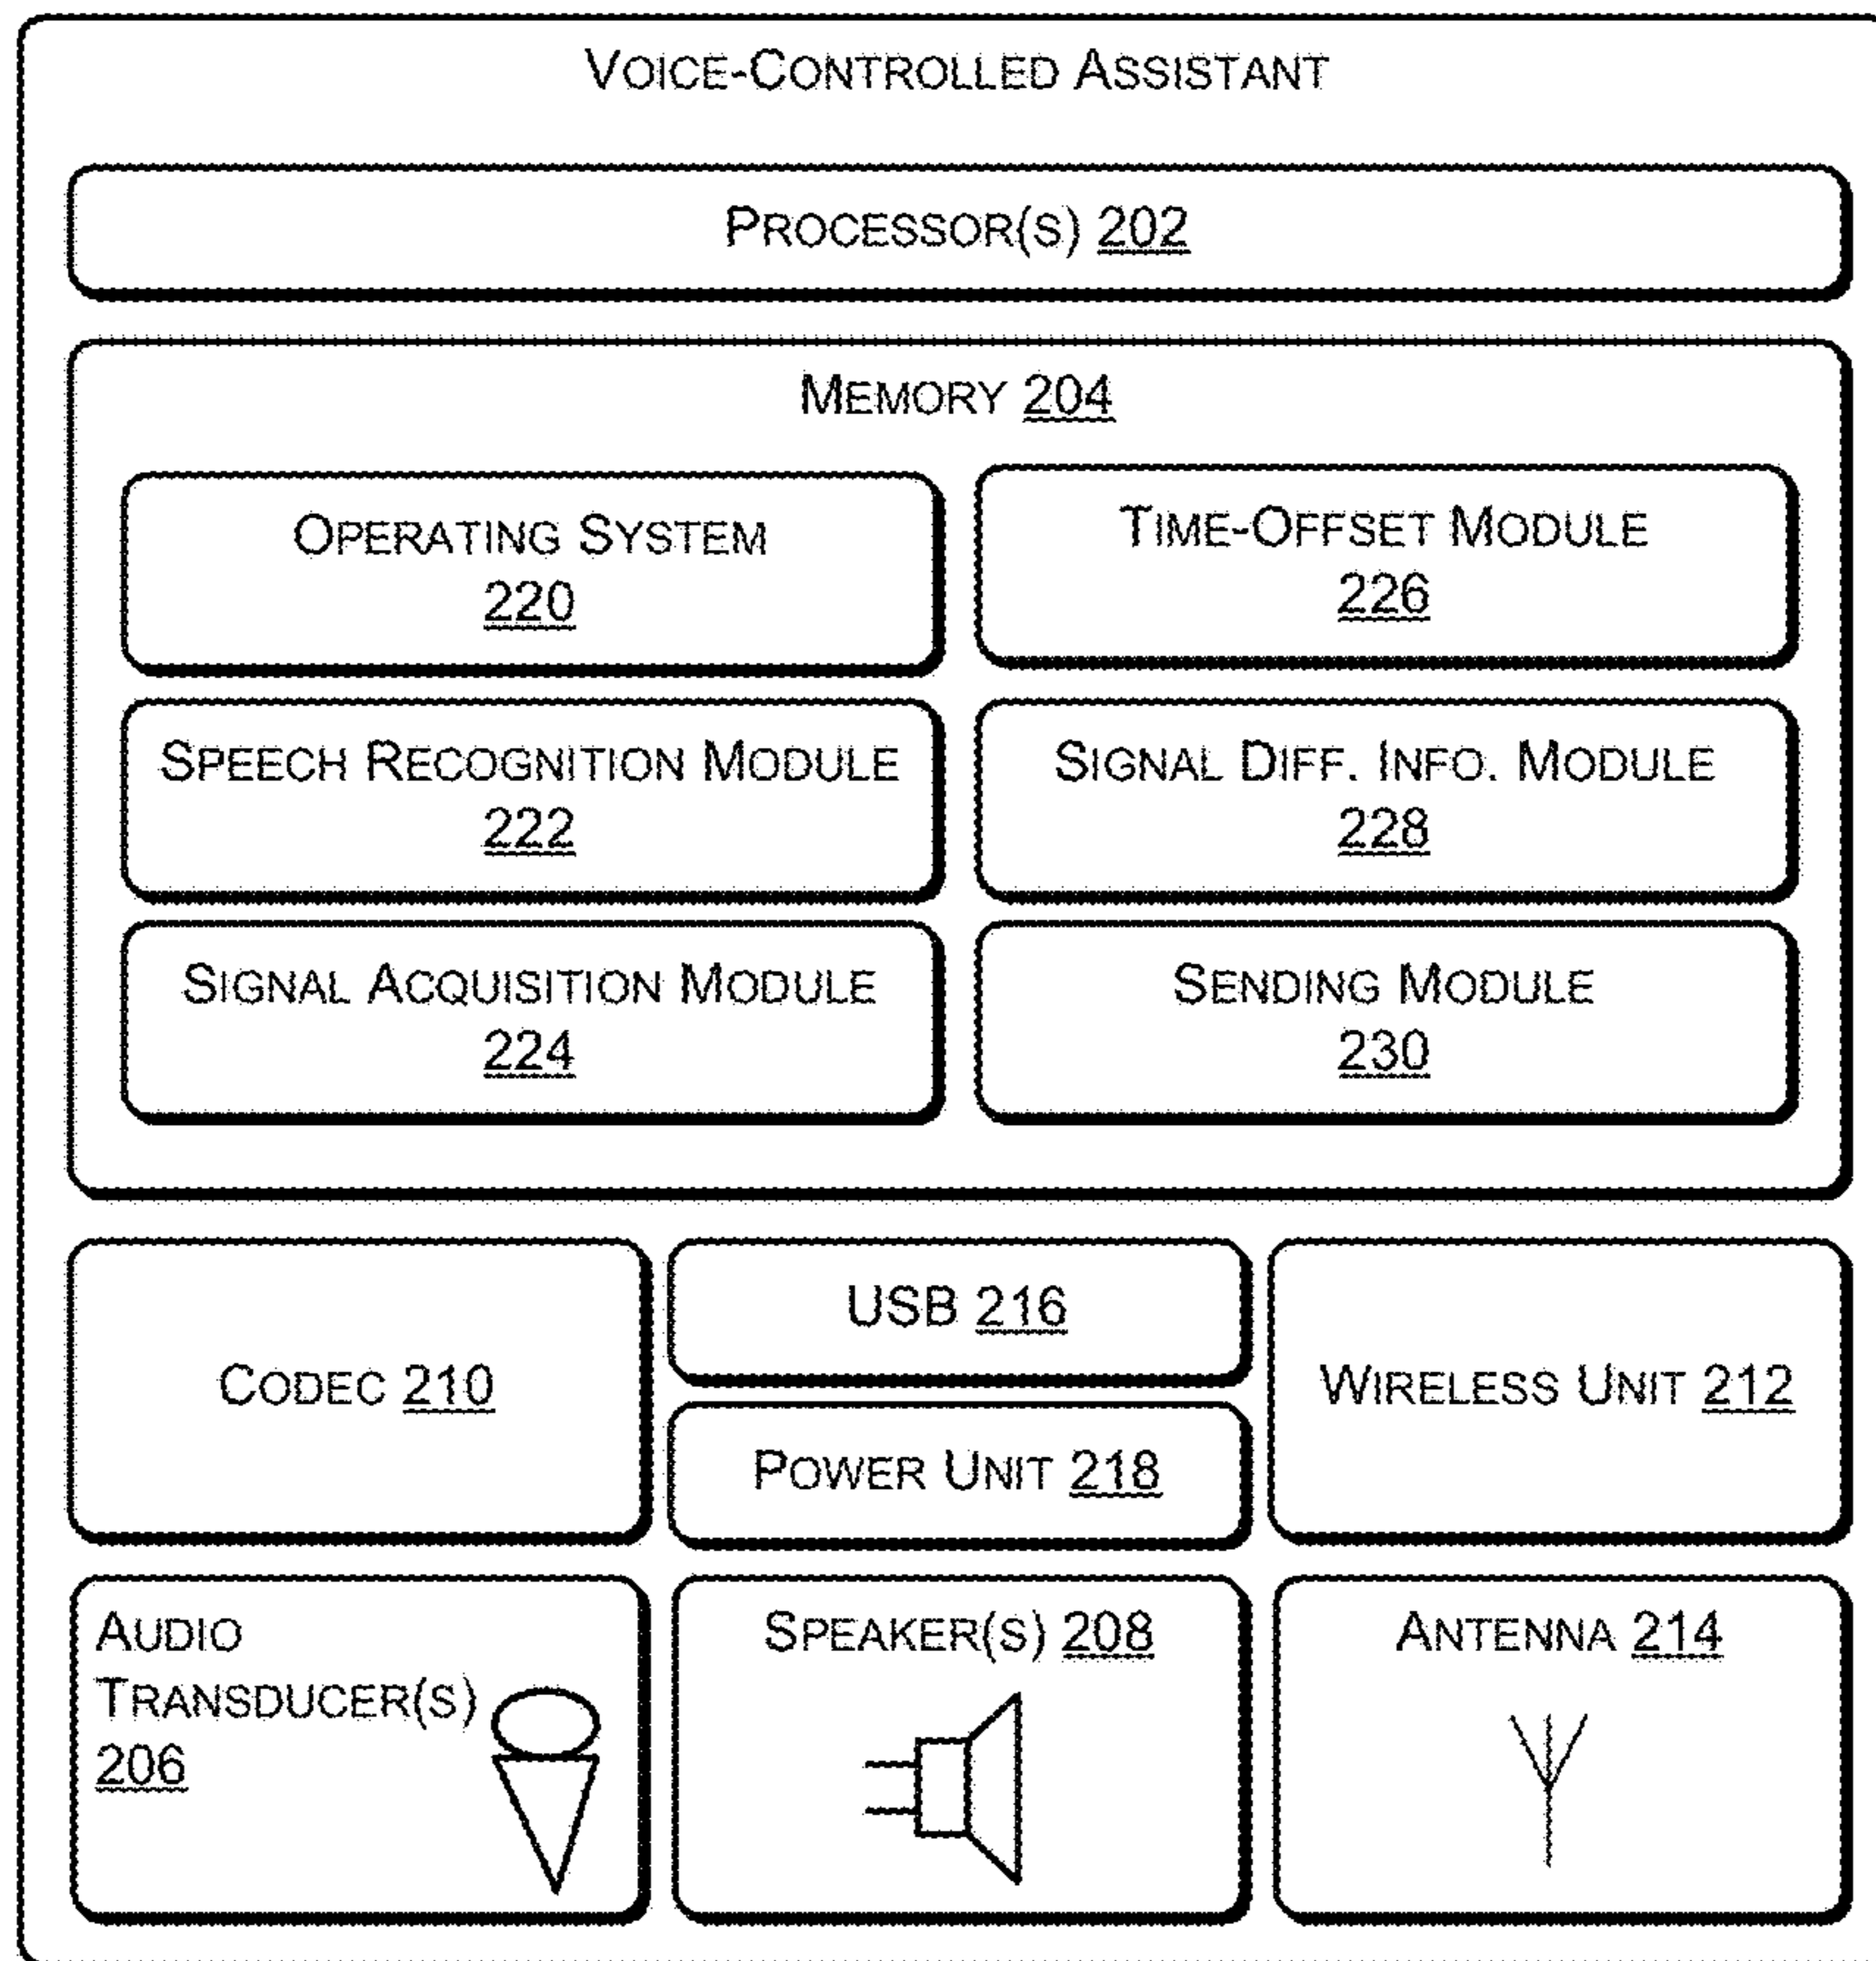 VOICE-CONTROLLED ASSISTANT
PROCESSOR(S) 202
MEMORY 204
OPERATING SYSTEM
220
TIME-OFFSET MODULE
226
SPEECH RECOGNITION MODULE
222
SIGNAL DIFF. INFO. MODULE
228
SIGNAL ACQUISITION MODULE
224
SENDING MODULE
230
CODEC 210
USB 216
POWER UNIT 218
WIRELESS UNIT 212
AUDIO
TRANSDUCER(S)
206
SPEAKER(S) 208
ANTENNA 214